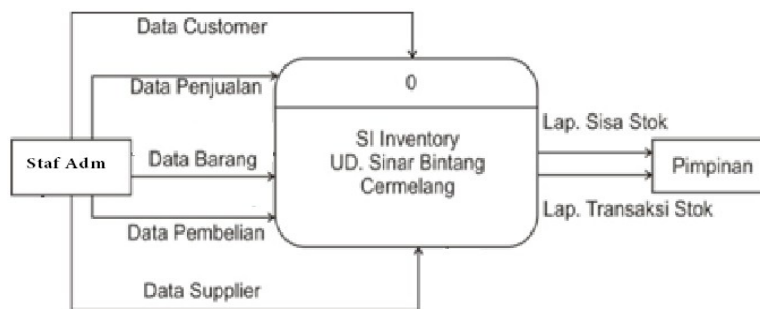 Data Customer
Data Penjualan
0
Staf Adm
Data Barang
SI Inventory
UD. Sinar Bintang
Cermelang
Lap. Sisa Stok
Pimpinan
Lap. Transaksi Stok
Data Pembelian
Data Supplier